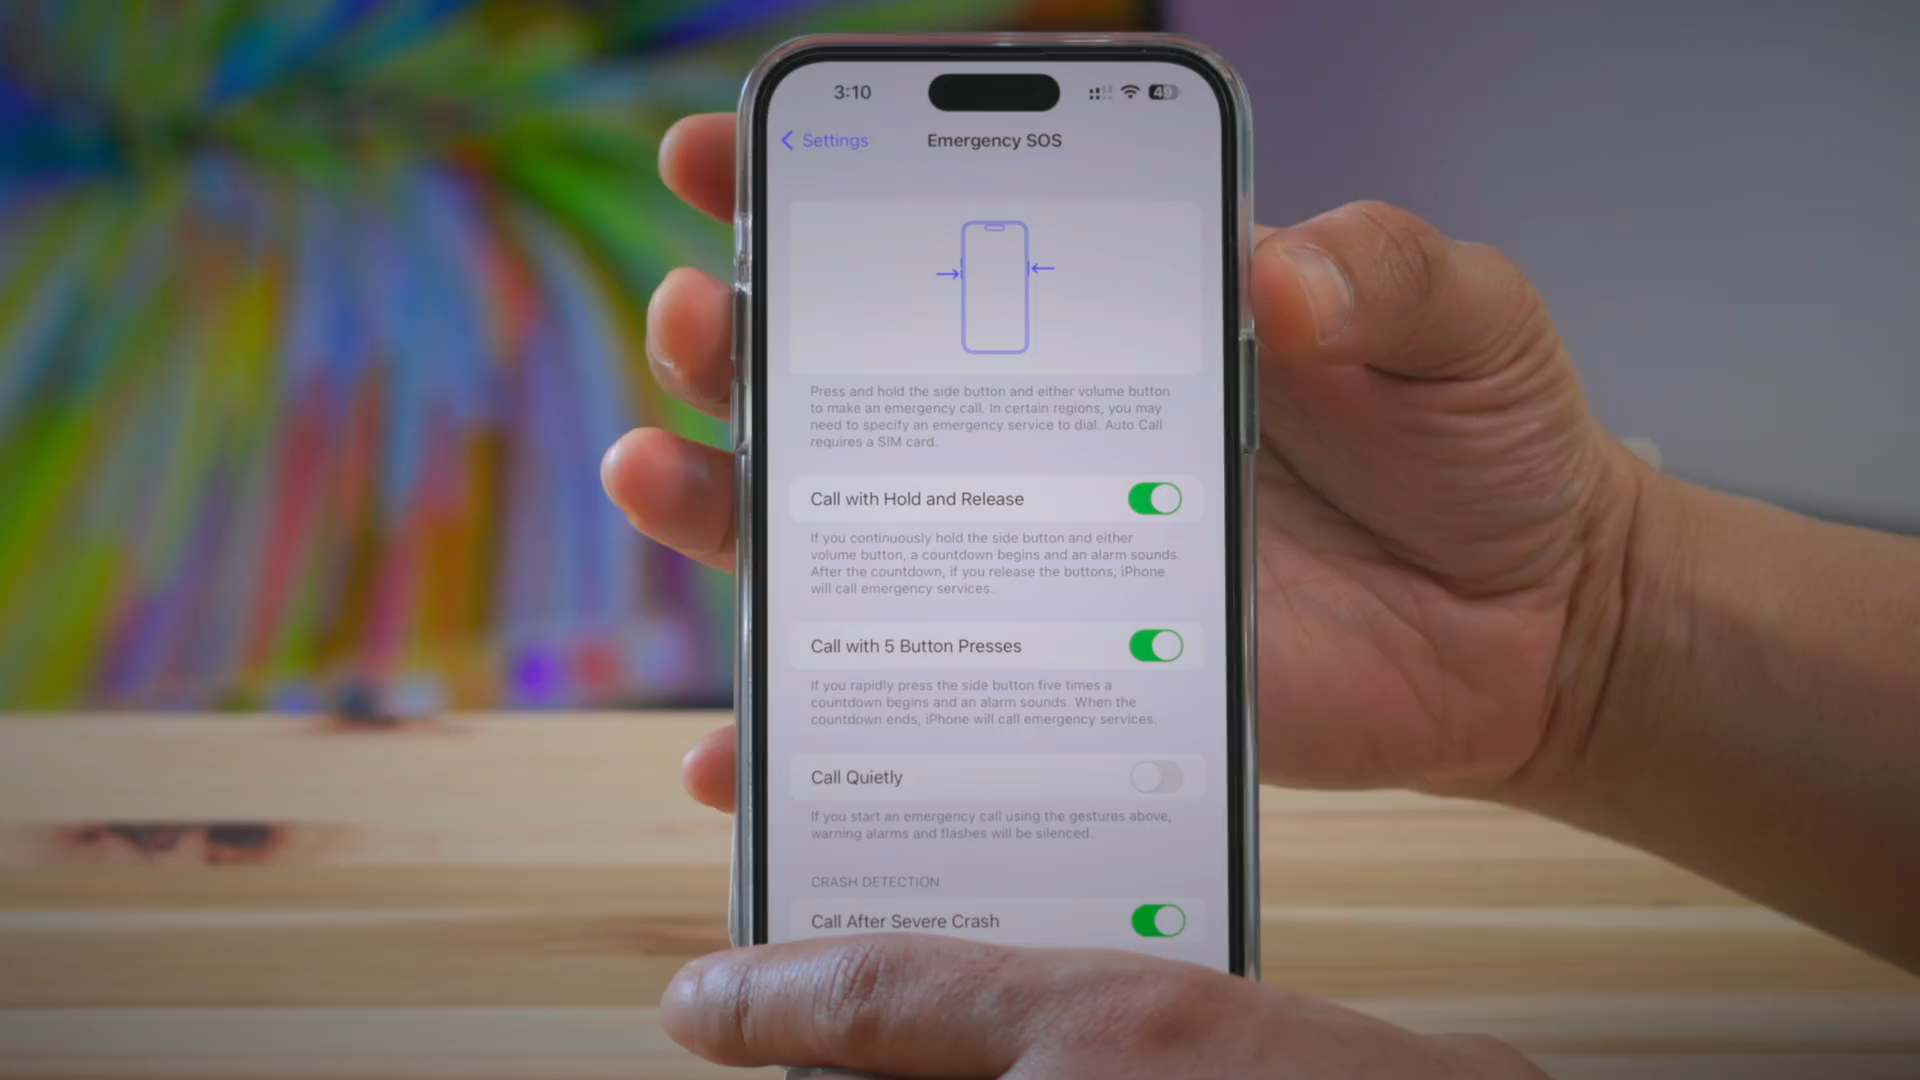 3:10
49
Settings
Emergency SOS
Press and hold the side button and either volume button
to make an emergency call. In certain regions, you may
need to specify an emergency service to dial. Auto Call
requires a SIM card.
Call with Hold and Release
If you continuously hold the side button and either
volume button, a countdown begins and an alarm sounds.
After the countdown, if you release the buttons, iPhone
will call emergency services.
Call with 5 Button Presses
If you rapidly press the side button five times a
countdown begins and an alarm sounds. When the
countdown ends, iPhone will call emergency services.
Call Quietly
If you start an emergency call using the gestures above,
warning alarms and flashes will be silenced.
CRASH DETECTION
Call After Severe Crash